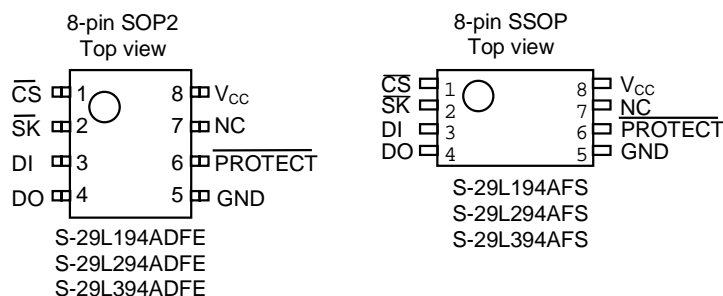 8-pin SOP2
Top view
CS 1 8 VCC
SK 2 7 NC
DI 3 6 PROTECT
DO 4 5 GND
S-29L194ADFE
S-29L294ADFE
S-29L394ADFE
8-pin SSOP
Top view
CS 1 8 VCC
SK 2 7 NC
DI 3 6 PROTECT
DO 4 5 GND
S-29L194AFS
S-29L294AFS
S-29L394AFS